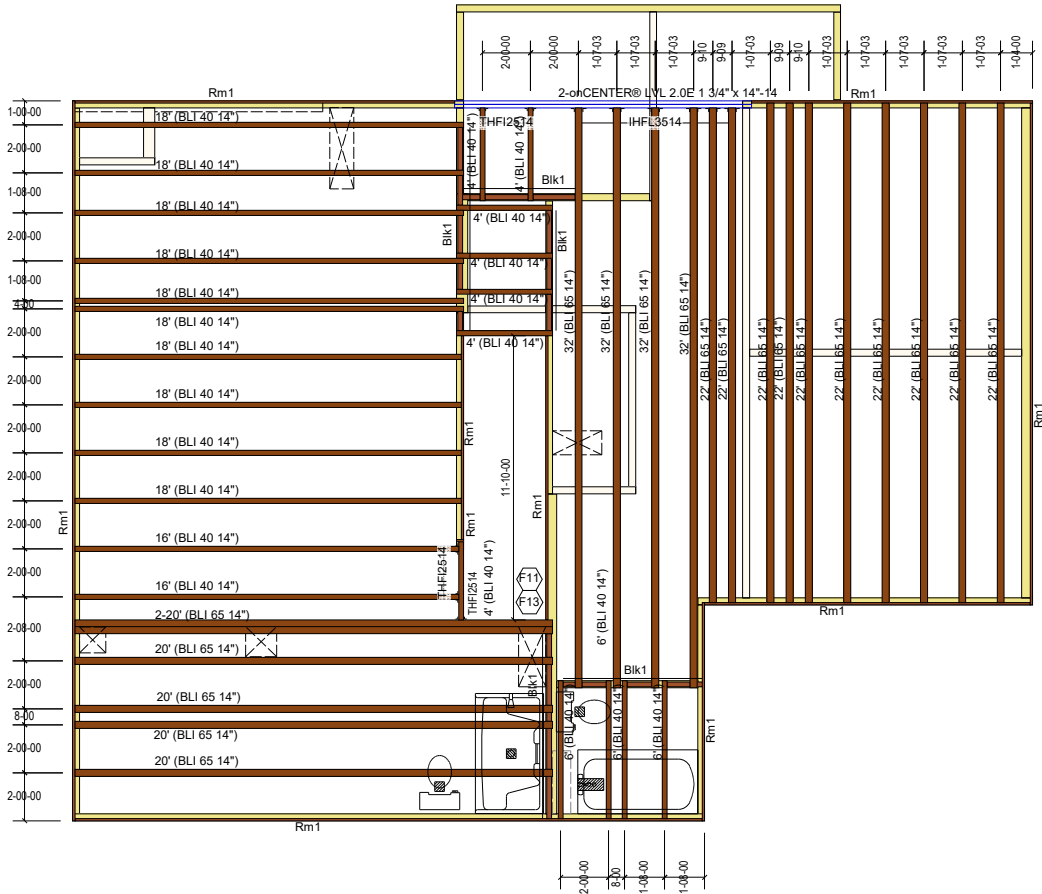 2-00-00
2-00-00
1-07-03
1-07-03
1-07-03
9-10
9-09
1-07-03
9-09
9-10
1-07-03
1-07-03
1-07-03
1-07-03
1-07-03
1-04-00
Rm1
2-onCENTER® LVL 2.0E 1 3/4" x 14"-14
Rm1
1-00-00
2-00-00
1-08-00
2-00-00
1-08-00
4-00
2-00-00
2-00-00
2-00-00
2-00-00
2-00-00
2-00-00
2-08-00
2-00-00
8-00
2-00-00
2-00-00
18' (BLI 40 14")
18' (BLI 40 14")
18' (BLI 40 14")
18' (BLI 40 14")
18' (BLI 40 14")
18' (BLI 40 14")
18' (BLI 40 14")
18' (BLI 40 14")
18' (BLI 40 14")
18' (BLI 40 14")
16' (BLI 40 14")
16' (BLI 40 14")
2-20' (BLI 65 14")
20' (BLI 65 14")
20' (BLI 65 14")
20' (BLI 65 14")
20' (BLI 65 14")
THFI2514
IHFL3514
4' (BLI 40 14")
4' (BLI 40 14")
Blk1
Blk1
Blk1
4' (BLI 40 14")
4' (BLI 40 14")
4' (BLI 40 14")
4' (BLI 40 14")
32' (BLI 65 14")
32' (BLI 65 14")
32' (BLI 65 14")
32' (BLI 65 14")
22' (BLI 65 14")
22' (BLI 65 14")
22' (BLI 65 14")
22' (BLI 65 14")
22' (BLI 65 14")
22' (BLI 65 14")
22' (BLI 65 14")
22' (BLI 65 14")
22' (BLI 65 14")
22' (BLI 65 14")
Rm1
Rm1
Rm1
Rm1
Rm1
11-10-00
THFI2514
THFI2514
4' (BLI 40 14")
F11
F13
6' (BLI 40 14")
Rm1
Blk1
Blk1
6' (BLI 40 14")
6' (BLI 40 14")
6' (BLI 40 14")
Rm1
Rm1
2-00-00
8-00
1-08-00
1-08-00